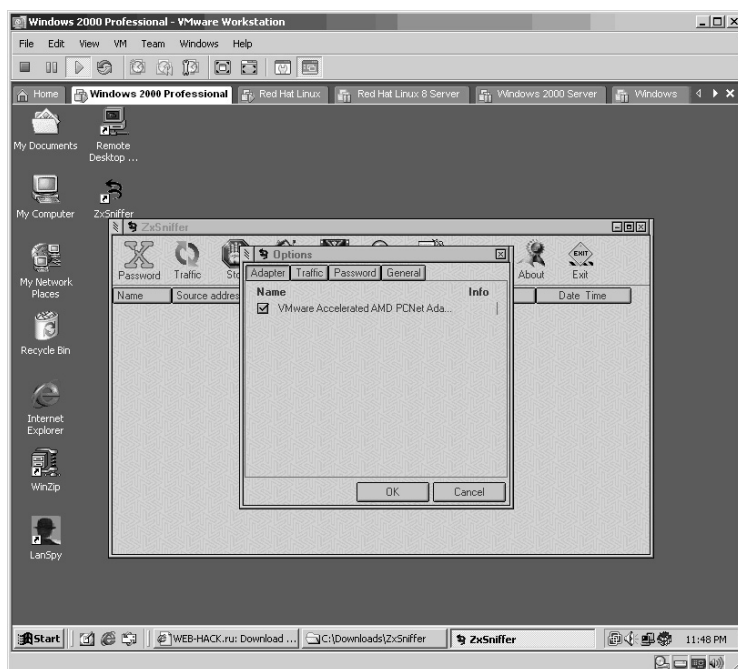 Windows 2000 Professional - VMware Workstation
File Edit View VM Team Windows Help
Home Windows 2000 Professional Red Hat Linux Red Hat Linux 8 Server Windows 2000 Server Windows
My Documents
Remote Desktop ...
My Computer
ZxSniffer
My Network Places
Recycle Bin
Internet Explorer
WinZip
LanSpy
ZxSniffer
Password Traffic About Exit
Name Source addres Date Time
Options
Adapter Traffic Password General
Name Info
VMware Accelerated AMD PCNet Ada...
OK Cancel
Start WEB-HACK.ru: Download ... C:\Downloads\ZxSniffer ZxSniffer 11:48 PM